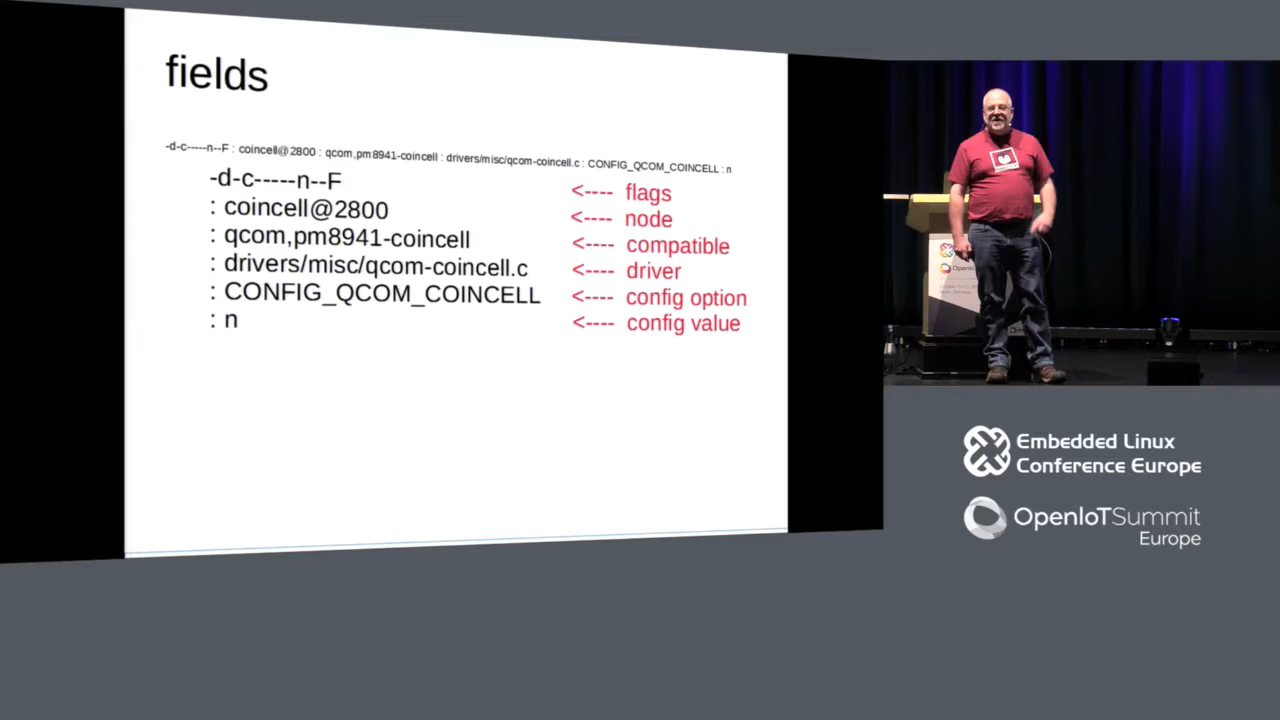 fields
-d-c-----n--F : coincell@2800 : qcom,pm8941-coincell : drivers/misc/qcom-coincell.c : CONFIG_QCOM_COINCELL : n
-d-c-----n--F <---- flags
: coincell@2800 <---- node
: qcom,pm8941-coincell <---- compatible
: drivers/misc/qcom-coincell.c <---- driver
: CONFIG_QCOM_COINCELL <---- config option
: n <---- config value
Embedded Linux
Conference Europe
OpenIoTSummit
Europe